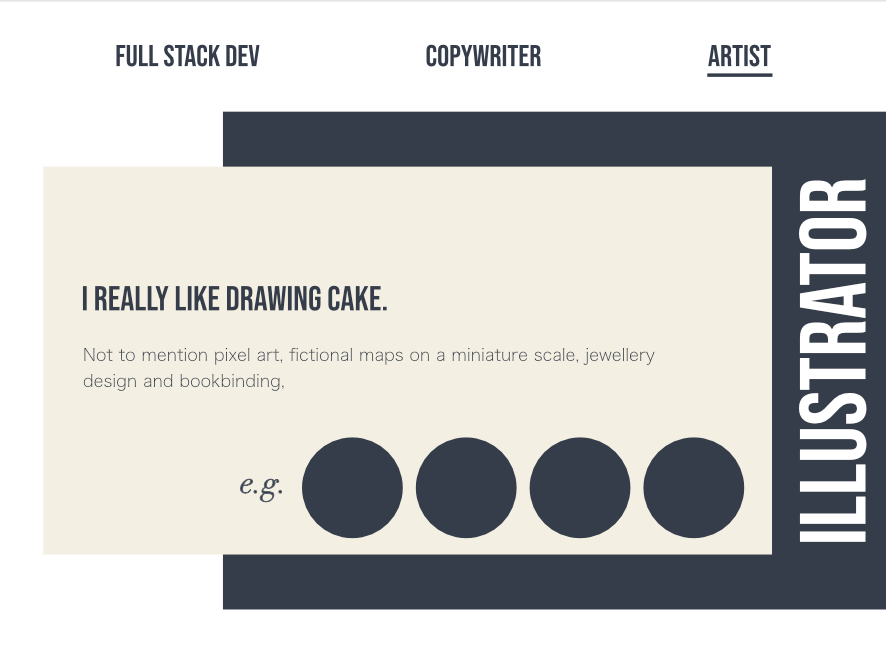 FULL STACK DEV
COPYWRITER
ARTIST
I REALLY LIKE DRAWING CAKE.
Not to mention pixel art, fictional maps on a miniature scale, jewellery
design and bookbinding,
e.g.
ILLUSTRATOR